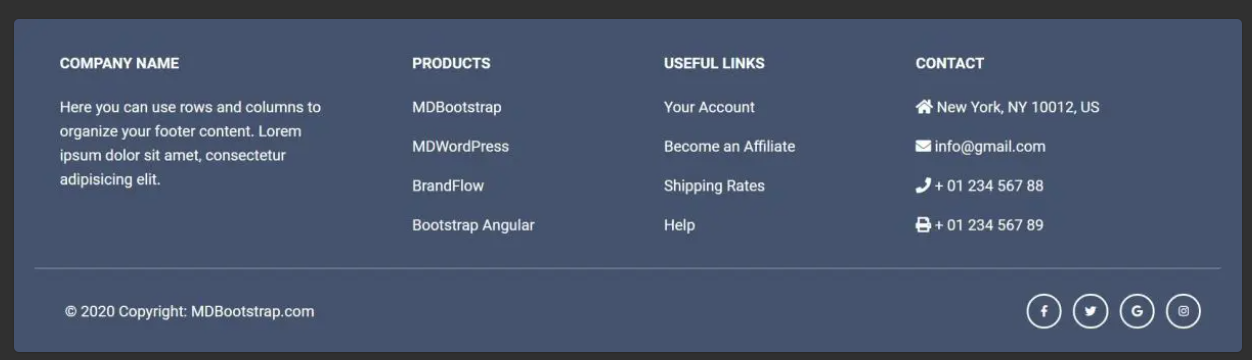 COMPANY NAME
Here you can use rows and columns to
organize your footer content. Lorem
ipsum dolor sit amet, consectetur
adipisicing elit.
PRODUCTS
MDBootstrap
MDWordPress
BrandFlow
Bootstrap Angular
USEFUL LINKS
Your Account
Become an Affiliate
Shipping Rates
Help
CONTACT
New York, NY 10012, US
info@gmail.com
+ 01 234 567 88
+ 01 234 567 89
© 2020 Copyright: MDBootstrap.com